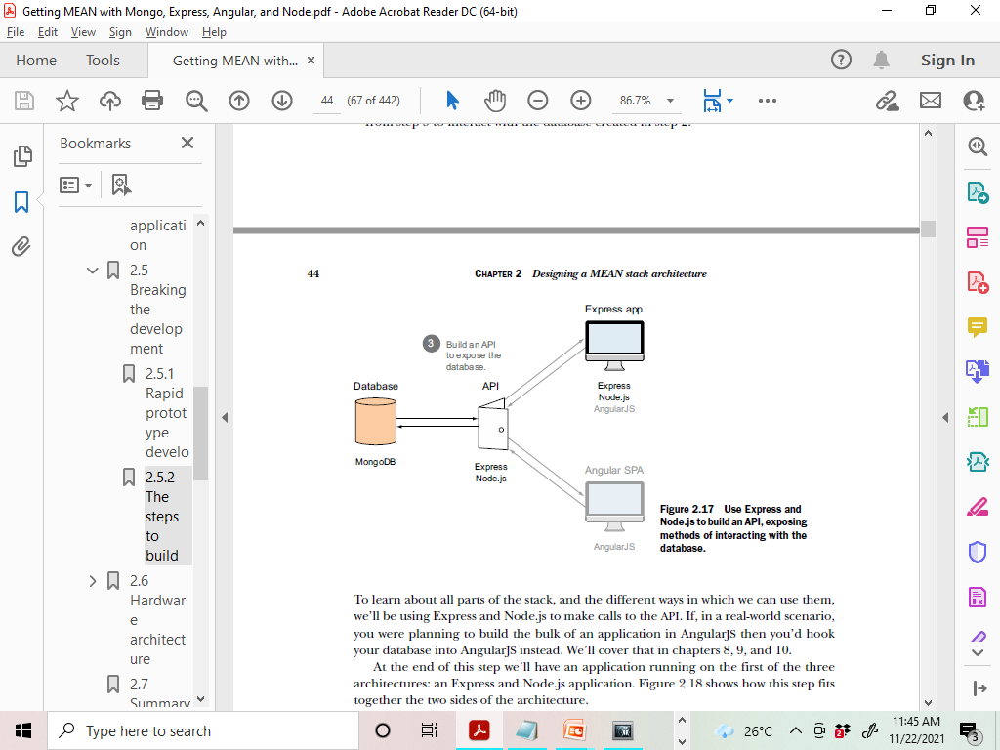 Getting MEAN with Mongo, Express, Angular, and Node.pdf - Adobe Acrobat Reader DC (64-bit)
File Edit View Sign Window Help
Home Tools Getting MEAN with... × Sign In
44 (67 of 442) 86.7%
Bookmarks
applicati
on
2.5
Breaking
the
develop
ment
2.5.1
Rapid
protot
ype
develo
2.5.2
The
steps
to
build
2.6
Hardwar
e
architect
ure
2.7
Summary
from step 3 to interact with the database created in step 2.
44 CHAPTER 2 Designing a MEAN stack architecture
Express app
3 Build an API
to expose the
database.
Database API
Express
Node.js
AngularJS
MongoDB
Express
Node.js
Angular SPA
AngularJS
Figure 2.17 Use Express and
Node.js to build an API, exposing
methods of interacting with the
database.
To learn about all parts of the stack, and the different ways in which we can use them,
we'll be using Express and Node.js to make calls to the API. If, in a real-world scenario,
you were planning to build the bulk of an application in AngularJS then you'd hook
your database into AngularJS instead. We'll cover that in chapters 8, 9, and 10.
At the end of this step we'll have an application running on the first of the three
architectures: an Express and Node.js application. Figure 2.18 shows how this step fits
together the two sides of the architecture.
Type here to search
26°C
2
11:45 AM
11/22/2021
3